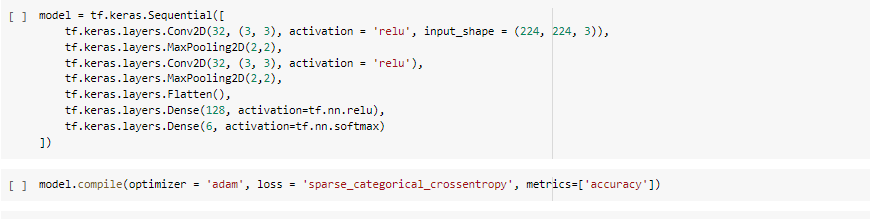 [ ] model = tf.keras.Sequential([
tf.keras.layers.Conv2D(32, (3, 3), activation = 'relu', input_shape = (224, 224, 3)),
tf.keras.layers.MaxPooling2D(2,2),
tf.keras.layers.Conv2D(32, (3, 3), activation = 'relu'),
tf.keras.layers.MaxPooling2D(2,2),
tf.keras.layers.Flatten(),
tf.keras.layers.Dense(128, activation=tf.nn.relu),
tf.keras.layers.Dense(6, activation=tf.nn.softmax)
])
[ ] model.compile(optimizer = 'adam', loss = 'sparse_categorical_crossentropy', metrics=['accuracy'])